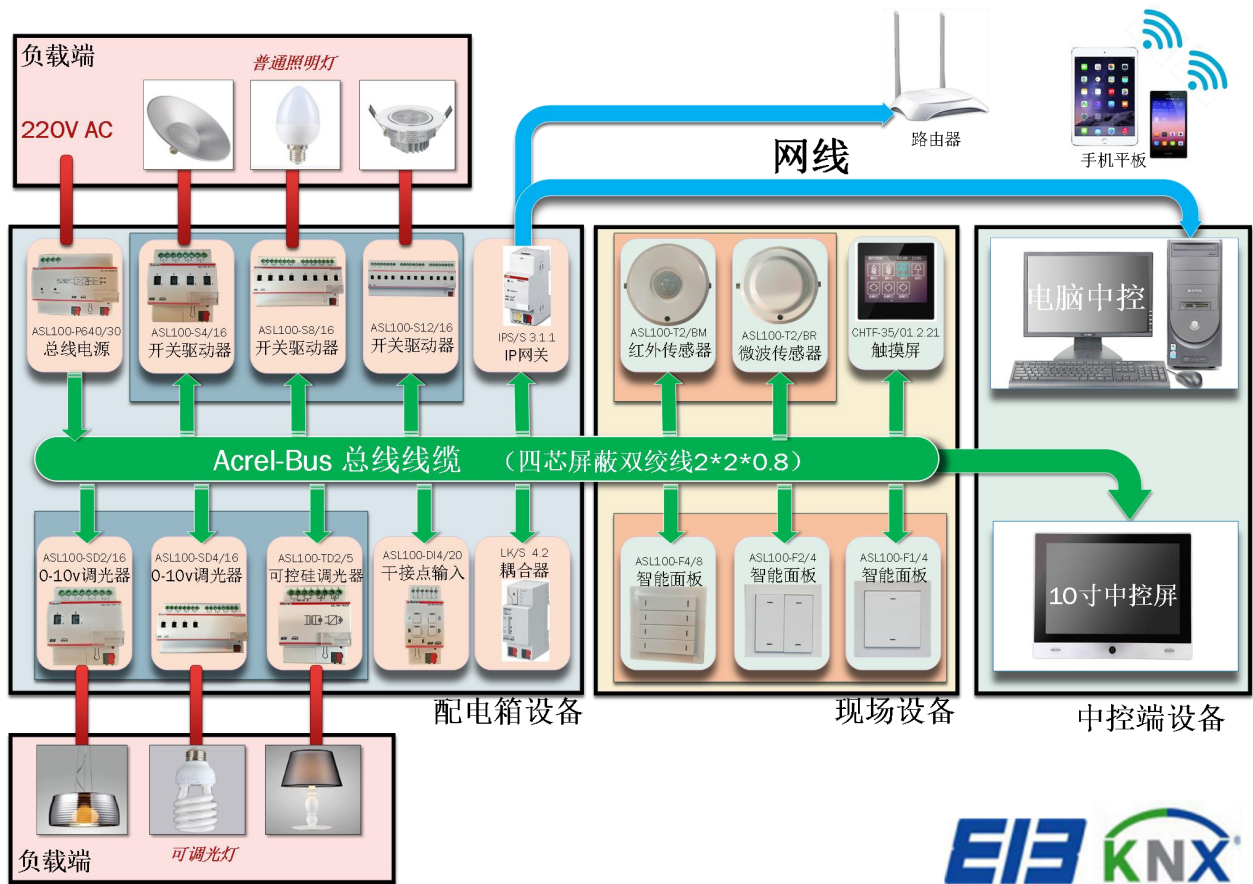 负载端
普通照明灯
220V AC
路由器
手机平板
网线
ASL100-P640/30
总线电源
ASL100-S4/16
开关驱动器
ASL100-S8/16
开关驱动器
ASL100-S12/16
开关驱动器
IPS/S 3.1.1
IP网关
ASL100-T2/BM
红外传感器
ASL100-T2/BR
微波传感器
CHTF-35/01.2.21
触摸屏
电脑中控
Acrel-Bus 总线线缆 （四芯屏蔽双绞线2*2*0.8）
ASL100-SD2/16
0-10v调光器
ASL100-SD4/16
0-10v调光器
ASL100-TD2/5
可控硅调光器
ASL100-DI4/20
干接点输入
LK/S 4.2
耦合器
ASL100-F4/8
智能面板
ASL100-F2/4
智能面板
ASL100-F1/4
智能面板
10寸中控屏
配电箱设备
现场设备
中控端设备
可调光灯
负载端
EIB KNX